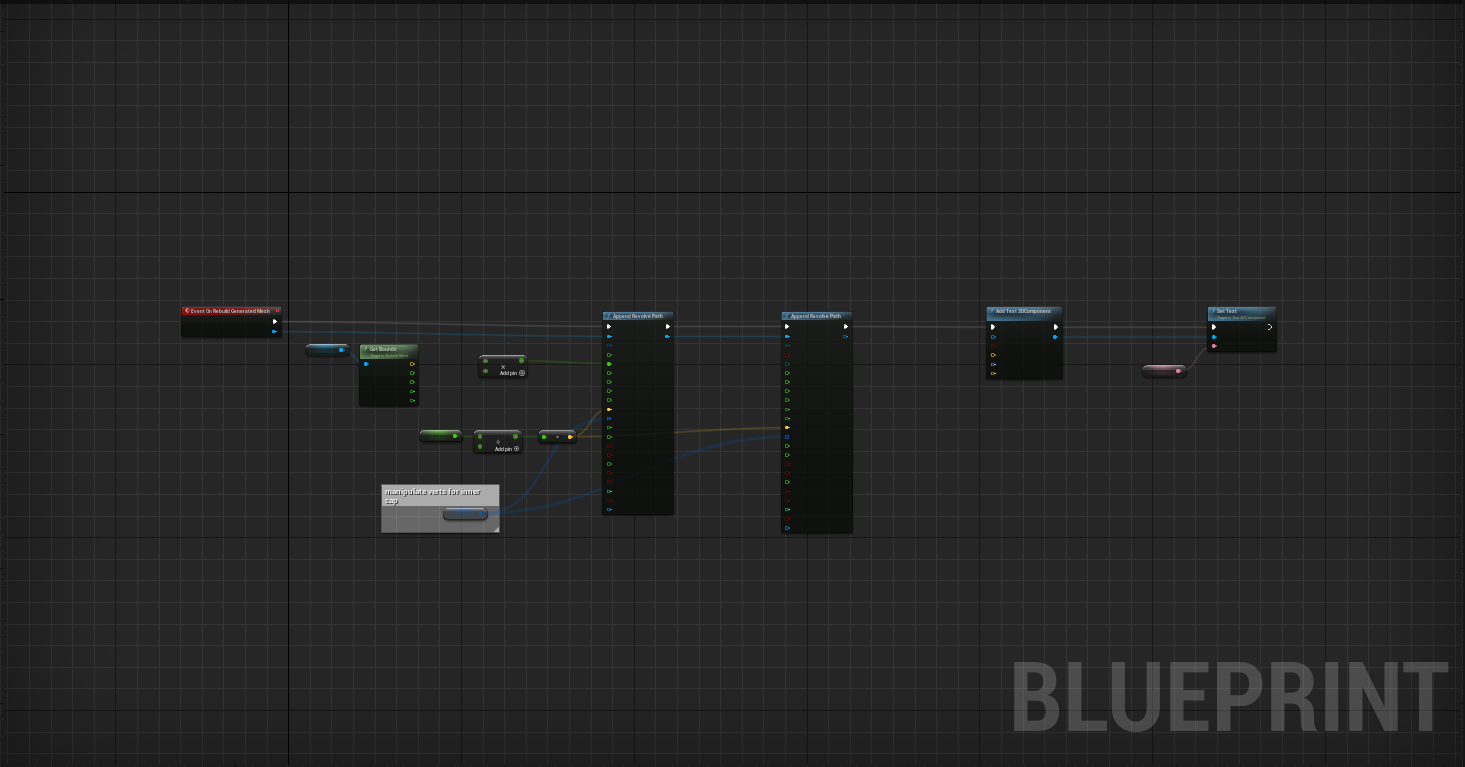 Event On Rebuild Generated Mesh
Get Bounds
Add pin
Add pin
manipulate verts for inner
cap
Append Revolve Path
Append Revolve Path
Add Text 3DComponent
Set Text
BLUEPRINT